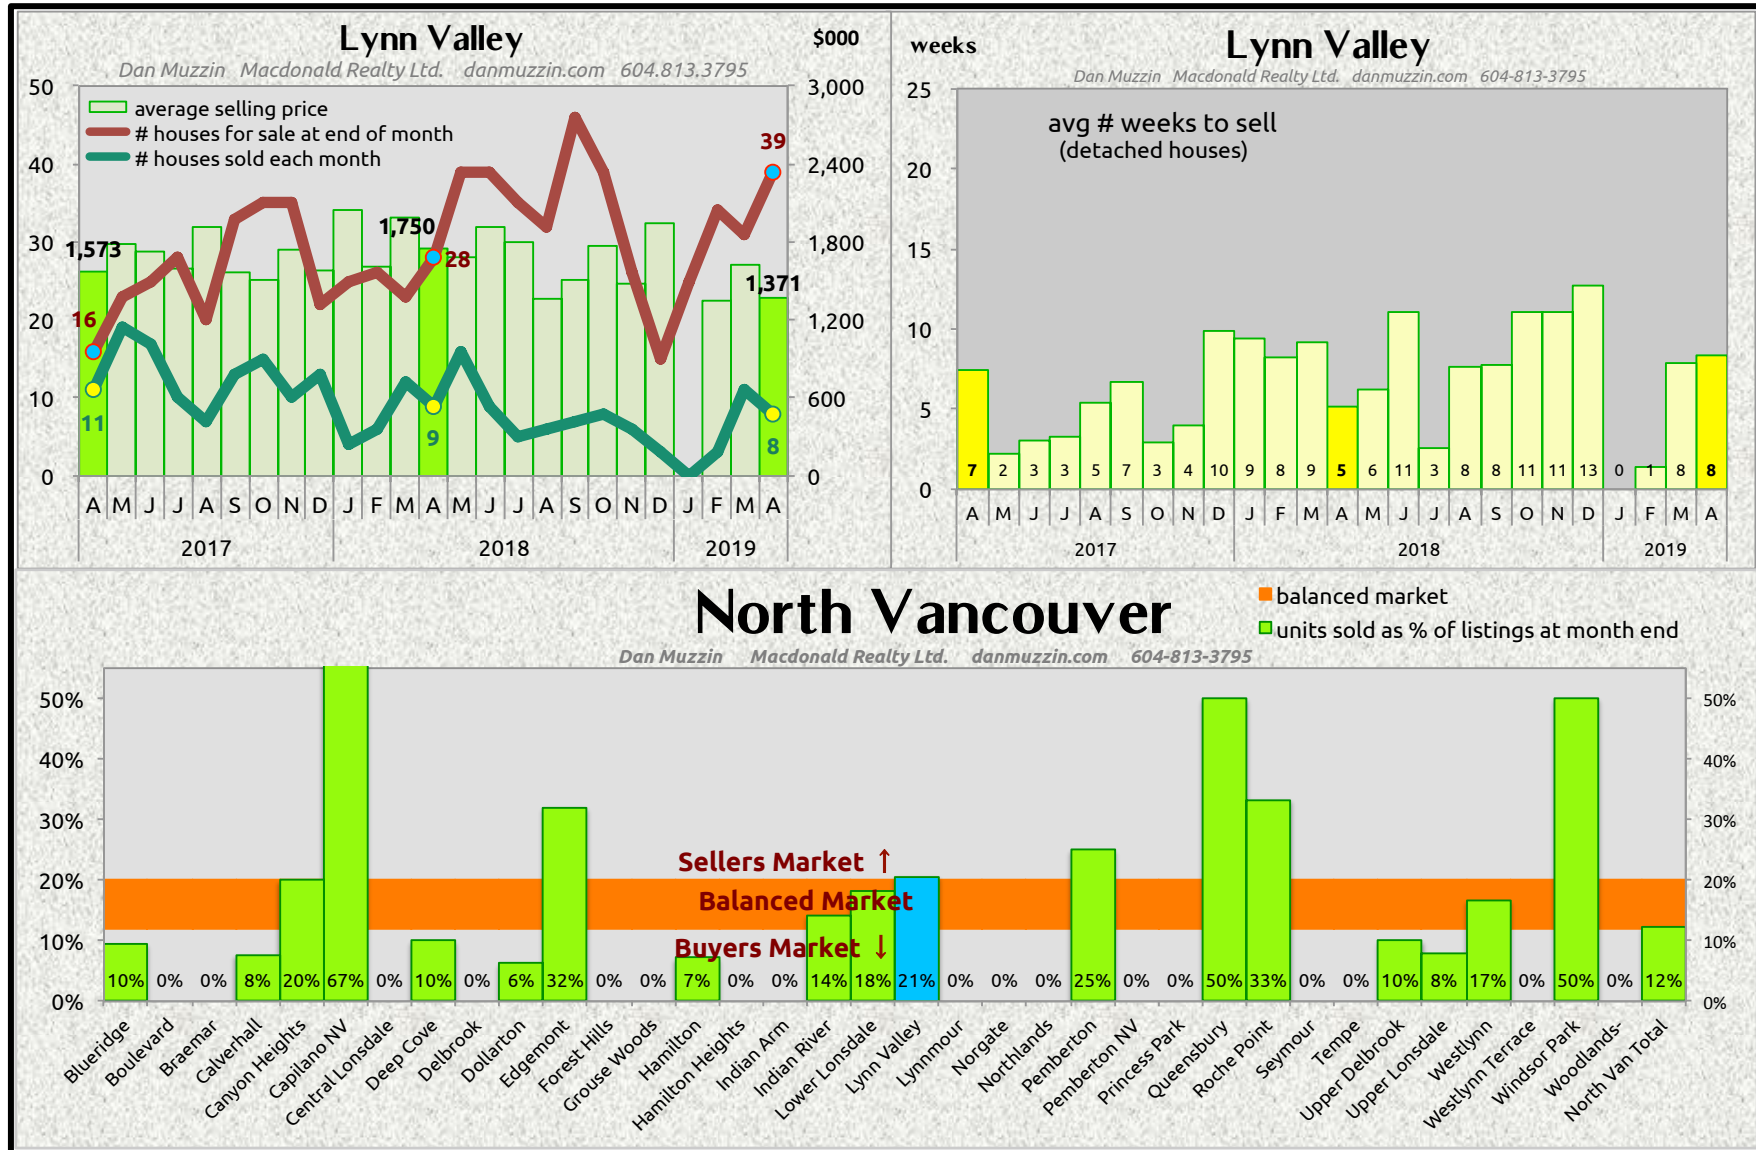 Lynn Valley
$000
Dan Muzzin Macdonald Realty Ltd. danmuzzin.com 604.813.3795
average selling price
# houses for sale at end of month
# houses sold each month
50
40
30
20
10
0
3,000
2,400
1,800
1,200
600
0
1,573
16
11
1,750
28
9
39
1,371
8
A M J J A S O N D J F M A M J J A S O N D J F M A
2017 2018 2019
weeks
Lynn Valley
Dan Muzzin Macdonald Realty Ltd. danmuzzin.com 604-813-3795
avg # weeks to sell
(detached houses)
25
20
15
10
5
0
7 2 3 3 5 7 3 4 10 9 8 9 5 6 11 3 8 8 11 11 13 0 1 8 8
A M J J A S O N D J F M A M J J A S O N D J F M A
2017 2018 2019
North Vancouver
balanced market
units sold as % of listings at month end
Dan Muzzin Macdonald Realty Ltd. danmuzzin.com 604-813-3795
50% 50%
40% 40%
30% 30%
20% 20%
10% 10%
0% 0%
Sellers Market ↑
Balanced Market
Buyers Market ↓
10% 0% 0% 8% 20% 67% 0% 10% 0% 6% 32% 0% 0% 7% 0% 0% 14% 18% 21% 0% 0% 0% 25% 0% 0% 50% 33% 0% 0% 10% 8% 17% 0% 50% 0% 12%
Blueridge
Boulevard
Braemar
Calverhall
Canyon Heights
Capilano NV
Central Lonsdale
Deep Cove
Delbrook
Dollarton
Edgemont
Forest Hills
Grouse Woods
Hamilton
Hamilton Heights
Indian Arm
Indian River
Lower Lonsdale
Lynn Valley
Lynnmour
Norgate
Northlands
Pemberton
Pemberton NV
Princess Park
Queensbury
Roche Point
Seymour
Tempe
Upper Delbrook
Upper Lonsdale
Westlynn
Westlynn Terrace
Windsor Park
Woodlands-
North Van Total